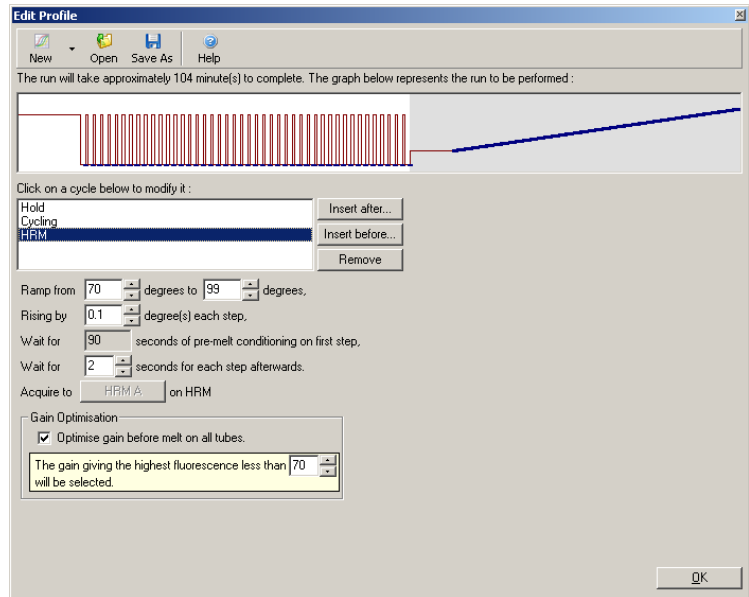 Edit Profile
New Open Save As Help
The run will take approximately 104 minute(s) to complete. The graph below represents the run to be performed :
Click on a cycle below to modify it :
Hold
Cycling
HRM
Insert after...
Insert before...
Remove
Ramp from 70 degrees to 99 degrees,
Rising by 0.1 degree(s) each step,
Wait for 90 seconds of pre-melt conditioning on first step,
Wait for 2 seconds for each step afterwards.
Acquire to HRM A on HRM
Gain Optimisation
Optimise gain before melt on all tubes.
The gain giving the highest fluorescence less than 70
will be selected.
OK